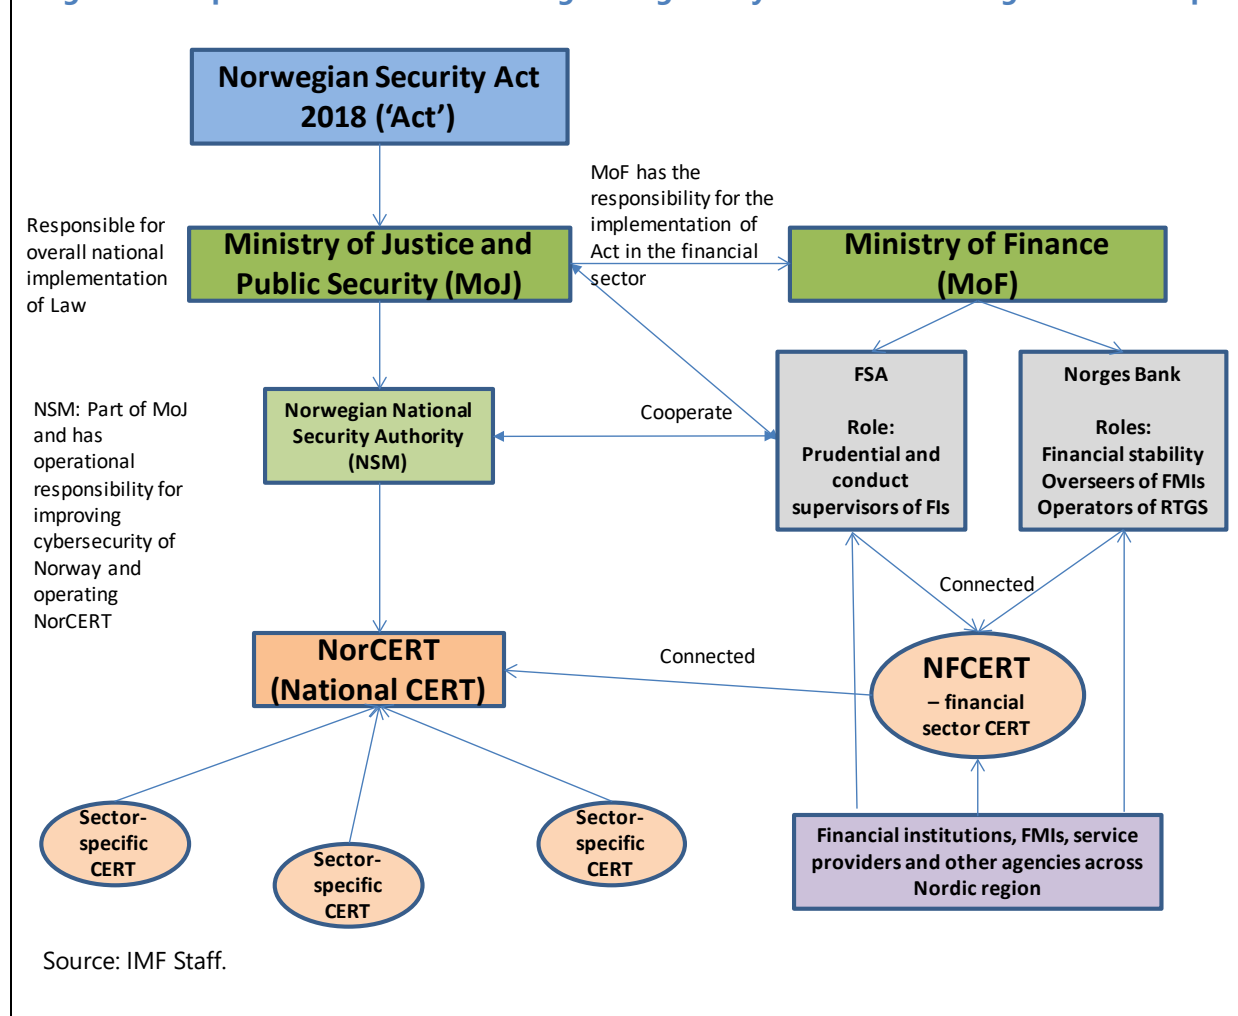 Norwegian Security Act
2018 (‘Act’)
MoF has the
responsibility for the
implementation of
Act in the financial
sector
Responsible for
overall national
implementation
of Law
Ministry of Justice and
Public Security (MoJ)
Ministry of Finance
(MoF)
FSA
Role:
Prudential and
conduct
supervisors of FIs
Norges Bank
Roles:
Financial stability
Overseers of FMIs
Operators of RTGS
NSM: Part of MoJ
and has
operational
responsibility for
improving
cybersecurity of
Norway and
operating
NorCERT
Norwegian National
Security Authority
(NSM)
Cooperate
Connected
NorCERT
(National CERT)
Connected
NFCERT
– financial
sector CERT
Sector-
specific
CERT
Sector-
specific
CERT
Sector-
specific
CERT
Financial institutions, FMIs, service
providers and other agencies across
Nordic region
Source: IMF Staff.